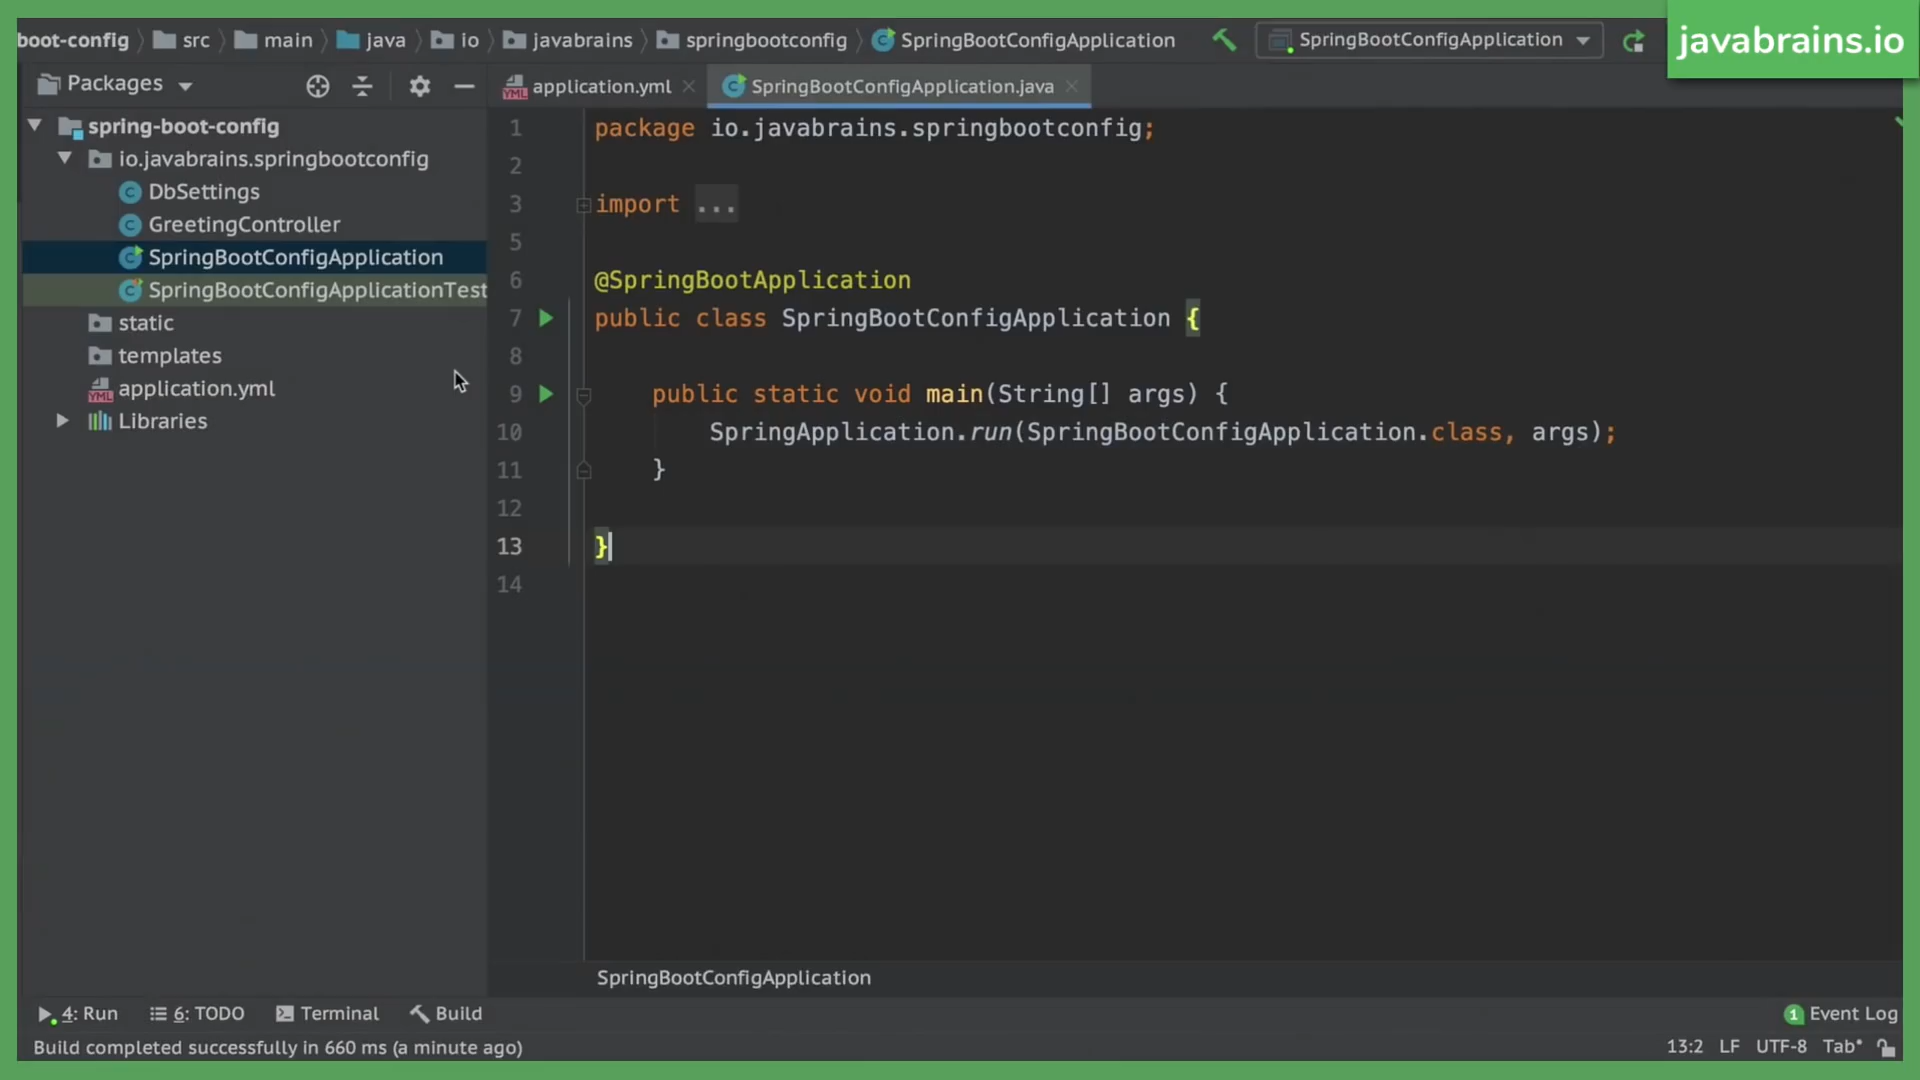 boot-config src main java io javabrains springbootconfig SpringBootConfigApplication SpringBootConfigApplication javabrains.io
Packages application.yml SpringBootConfigApplication.java
spring-boot-config
io.javabrains.springbootconfig
DbSettings
GreetingController
SpringBootConfigApplication
SpringBootConfigApplicationTest
static
templates
YML application.yml
Libraries
1 package io.javabrains.springbootconfig;
2
3 import ...
5
6 @SpringBootApplication
7 public class SpringBootConfigApplication {
8
9 public static void main(String[] args) {
10 SpringApplication.run(SpringBootConfigApplication.class, args);
11 }
12
13 }
14
SpringBootConfigApplication
4: Run 6: TODO Terminal Build 1 Event Log
Build completed successfully in 660 ms (a minute ago) 13:2 LF UTF-8 Tab*